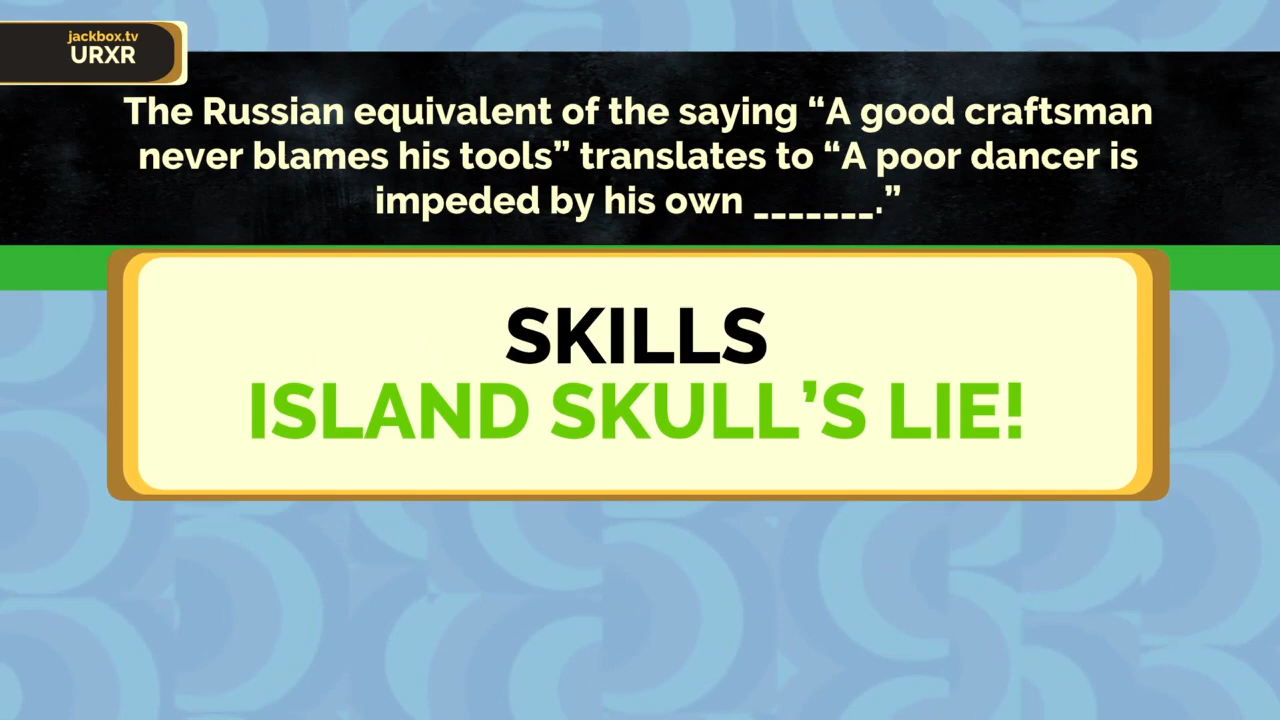 jackbox.tv
URXR
The Russian equivalent of the saying “A good craftsman
never blames his tools” translates to “A poor dancer is
impeded by his own _______.”
SKILLS
ISLAND SKULL’S LIE!